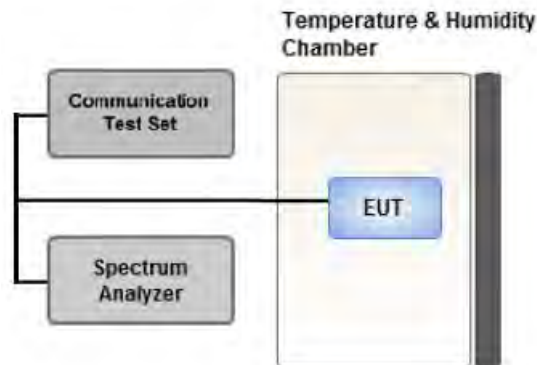 Temperature & Humidity
Chamber
Communication
Test Set
EUT
Spectrum
Analyzer